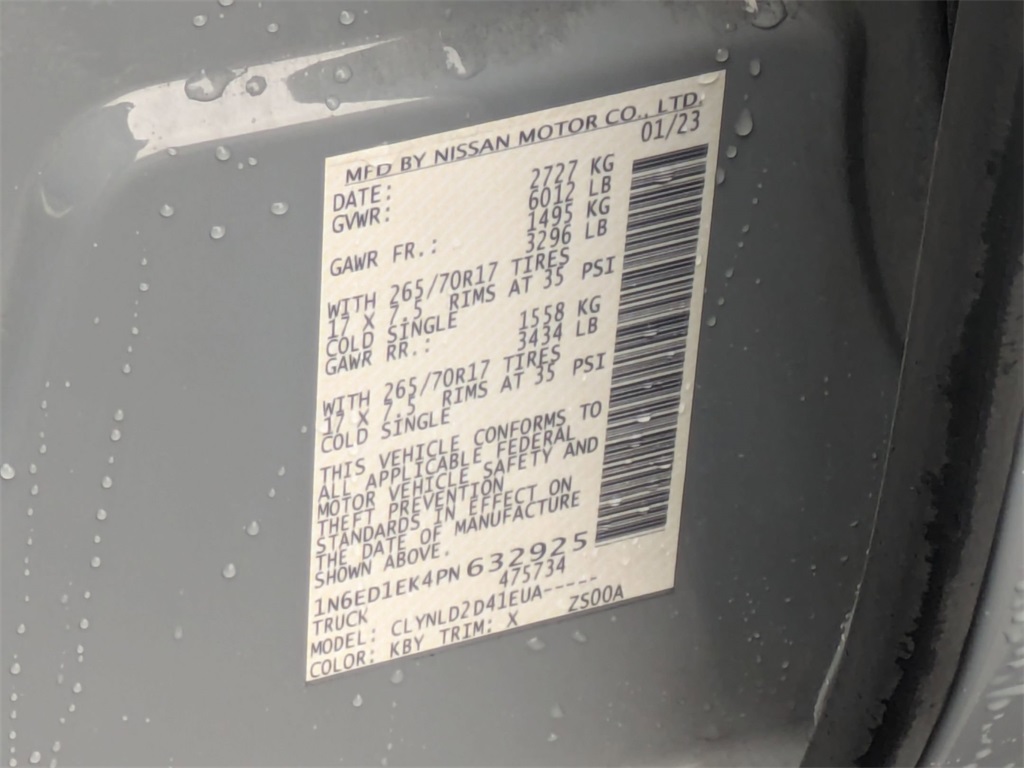 MFD BY NISSAN MOTOR CO., LTD.
DATE: 01/23
GVWR: 2727 KG
6012 LB
GAWR FR.: 1495 KG
3296 LB
WITH 265/70R17 TIRES
17 X 7.5 RIMS AT 35 PSI
COLD SINGLE
GAWR RR.: 1558 KG
3434 LB
WITH 265/70R17 TIRES
17 X 7.5 RIMS AT 35 PSI
COLD SINGLE
THIS VEHICLE CONFORMS TO
ALL APPLICABLE FEDERAL
MOTOR VEHICLE SAFETY AND
THEFT PREVENTION
STANDARDS IN EFFECT ON
THE DATE OF MANUFACTURE
SHOWN ABOVE.
1N6ED1EK4PN632925
TRUCK 475734
MODEL: CLYNLD2D41EUA-----
COLOR: KBY TRIM: X ZS00A